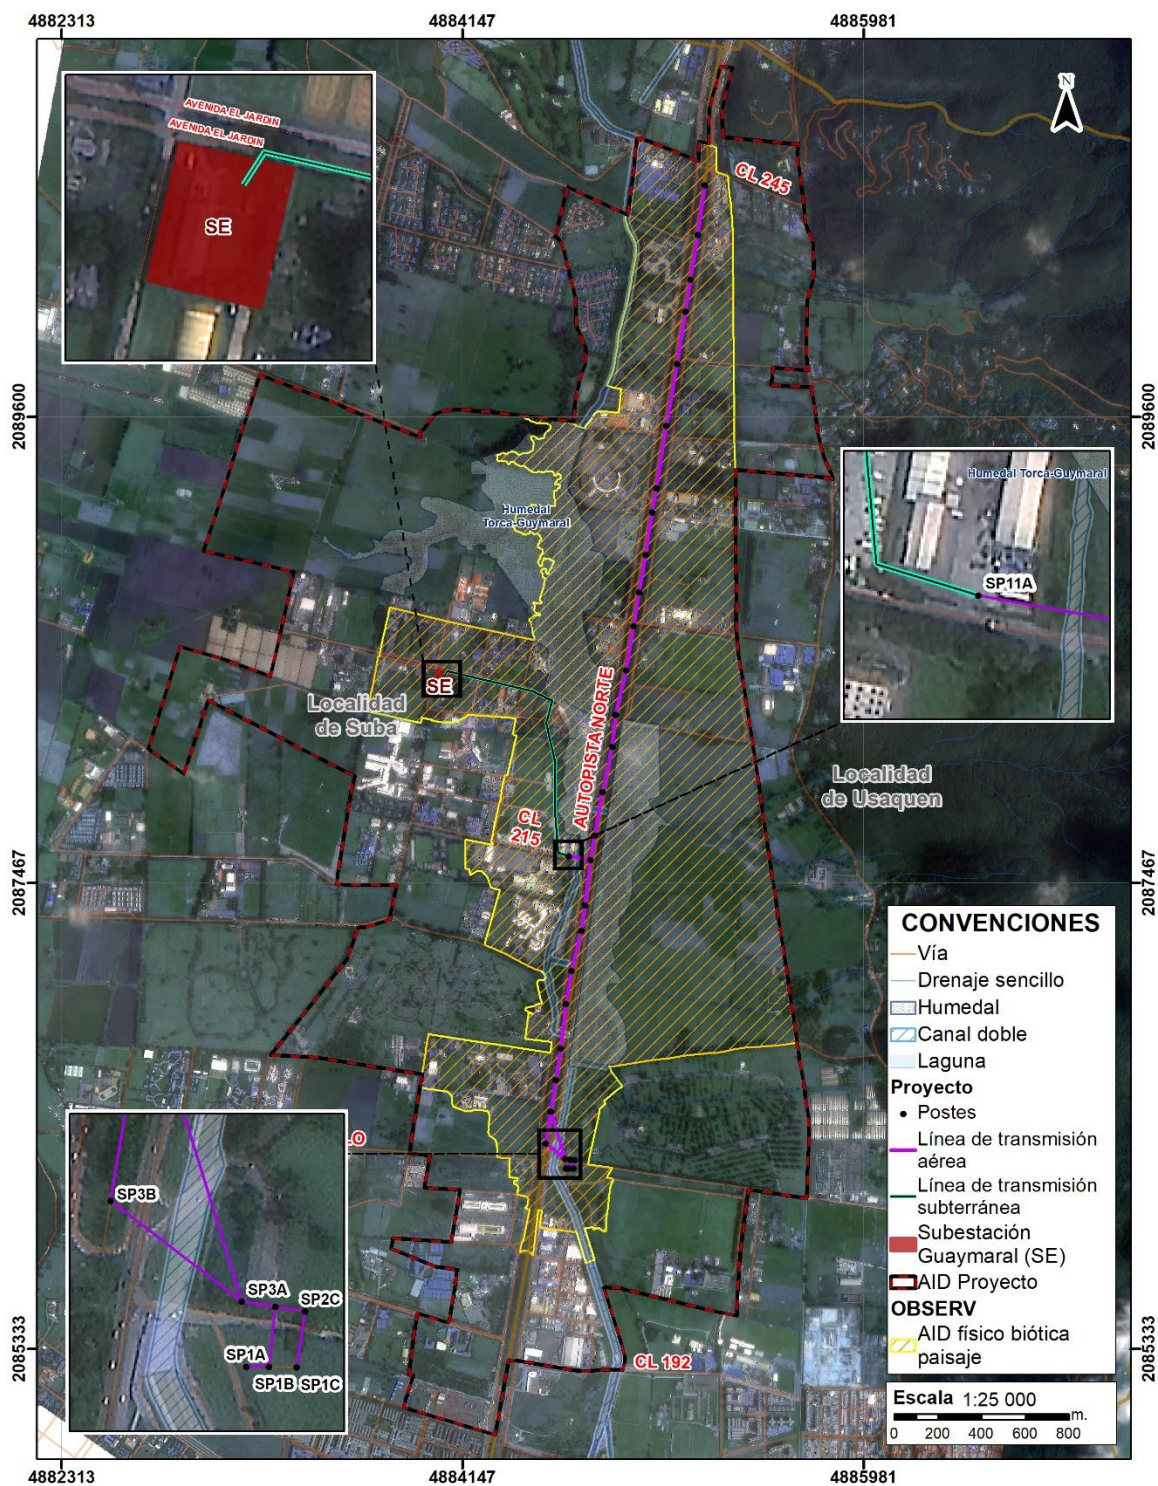 4882313
4884147
4885981
N
AVENIDA EL JARDIN
AVENIDA EL JARDIN
SE
CL 245
2089600
2089600
Humedal Torca-Guymaral
SP11A
Humedal
Torca-Guymaral
SE
Localidad
de Suba
AUTOPISTA NORTE
Localidad
de Usaquen
CL
215
2087467
2087467
CONVENCIONES
Vía
Drenaje sencillo
Humedal
Canal doble
Laguna
Proyecto
Postes
Línea de transmisión
aérea
Línea de transmisión
subterránea
Subestación
Guaymaral (SE)
AID Proyecto
OBSERV
AID físico biótica
paisaje
LO
SP3B
SP3A
SP2C
SP1A
SP1B
SP1C
2085333
2085333
CL 192
Escala 1:25 000
0 200 400 600 800 m.
4882313
4884147
4885981